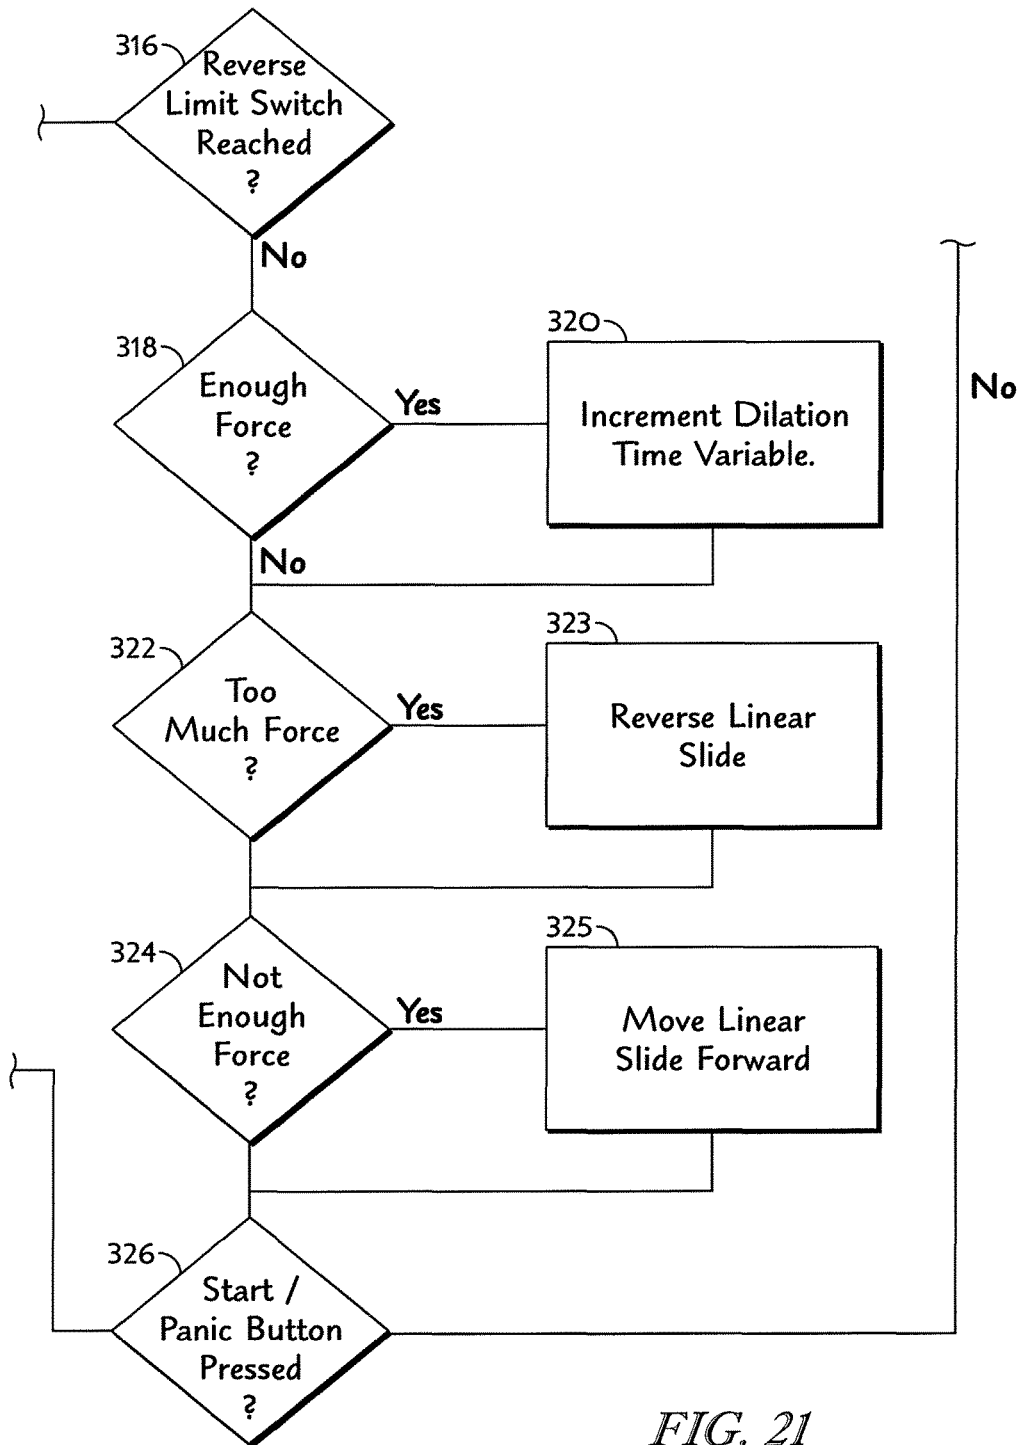 316
Reverse
Limit Switch
Reached
?
No
318
Enough
Force
?
Yes
No
320
Increment Dilation
Time Variable.
No
322
Too
Much Force
?
Yes
323
Reverse Linear
Slide
324
Not
Enough
Force
?
Yes
325
Move Linear
Slide Forward
326
Start /
Panic Button
Pressed
?
FIG. 21